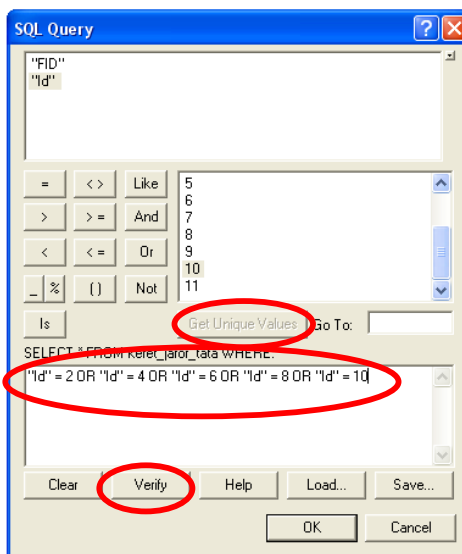 SQL Query
"FID"
"Id"
= <> Like
> >= And
< <= Or
_ % () Not
Is
5
6
7
8
9
10
11
Get Unique Values Go To:
SELECT * FROM keret_jaror_tata WHERE:
"Id" = 2 OR "Id" = 4 OR "Id" = 6 OR "Id" = 8 OR "Id" = 10
Clear Verify Help Load... Save...
OK Cancel